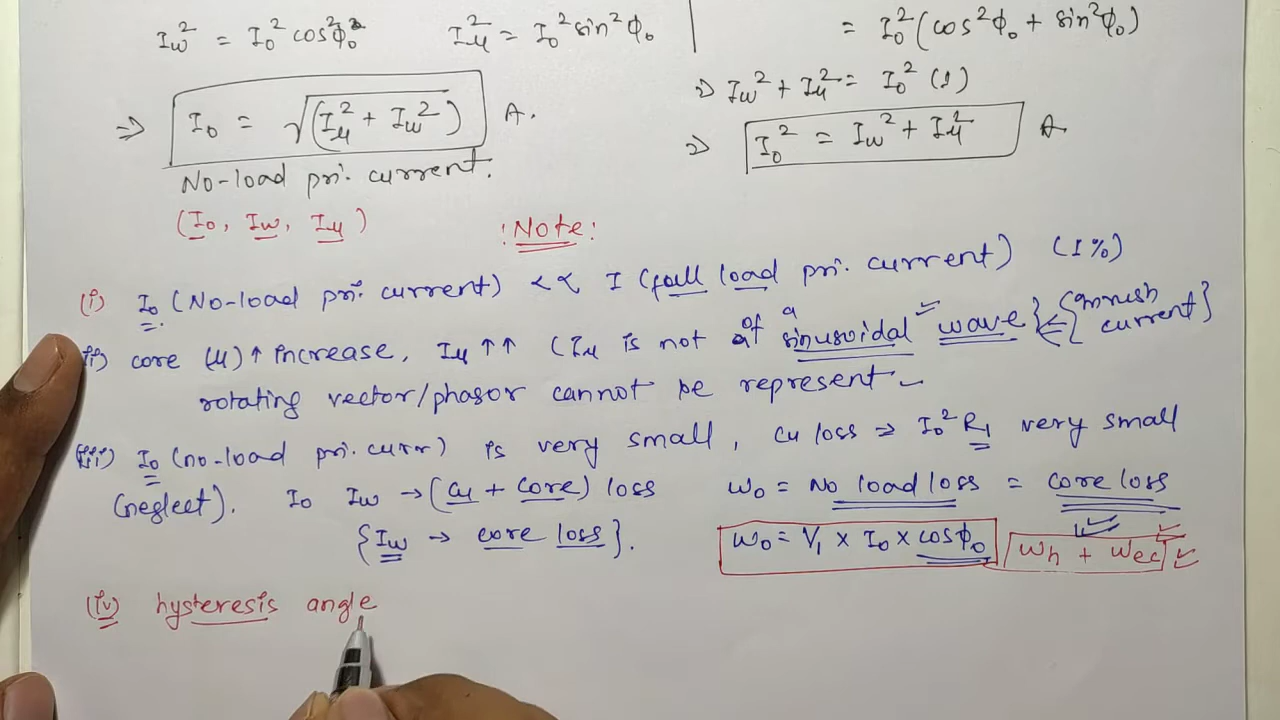 Iw² = I₀² cos²ϕ₀²
Iμ² = I₀² sin²ϕ₀
= I₀² (cos²ϕ₀ + sin²ϕ₀)
⇒ Iw² + Iμ² = I₀² (1)
⇒ I₀ = √(Iμ² + Iw²) A.
⇒ I₀² = Iw² + Iμ² A
No-load pri. current.
(I₀, Iw, Iμ)
!Note!
(i) I₀ (No-load pri. current) << I (full load pri. current) (1%)
ii) core (μ) ↑ increase, Iμ ↑↑ (Iμ is not of a sinusoidal wave} ⇐ { current}
rotating vector/phasor cannot be represent
(iii) I₀ (no-load pri. curr) is very small, cu loss ⇒ I₀² R₁ very small
(neglect). I₀ Iw → (cu + core) loss
W₀ = No load loss = core loss
{Iw → core loss}.
W₀ = V₁ × I₀ × cosϕ₀
Wh + Wec
(iv) hysteresis angle